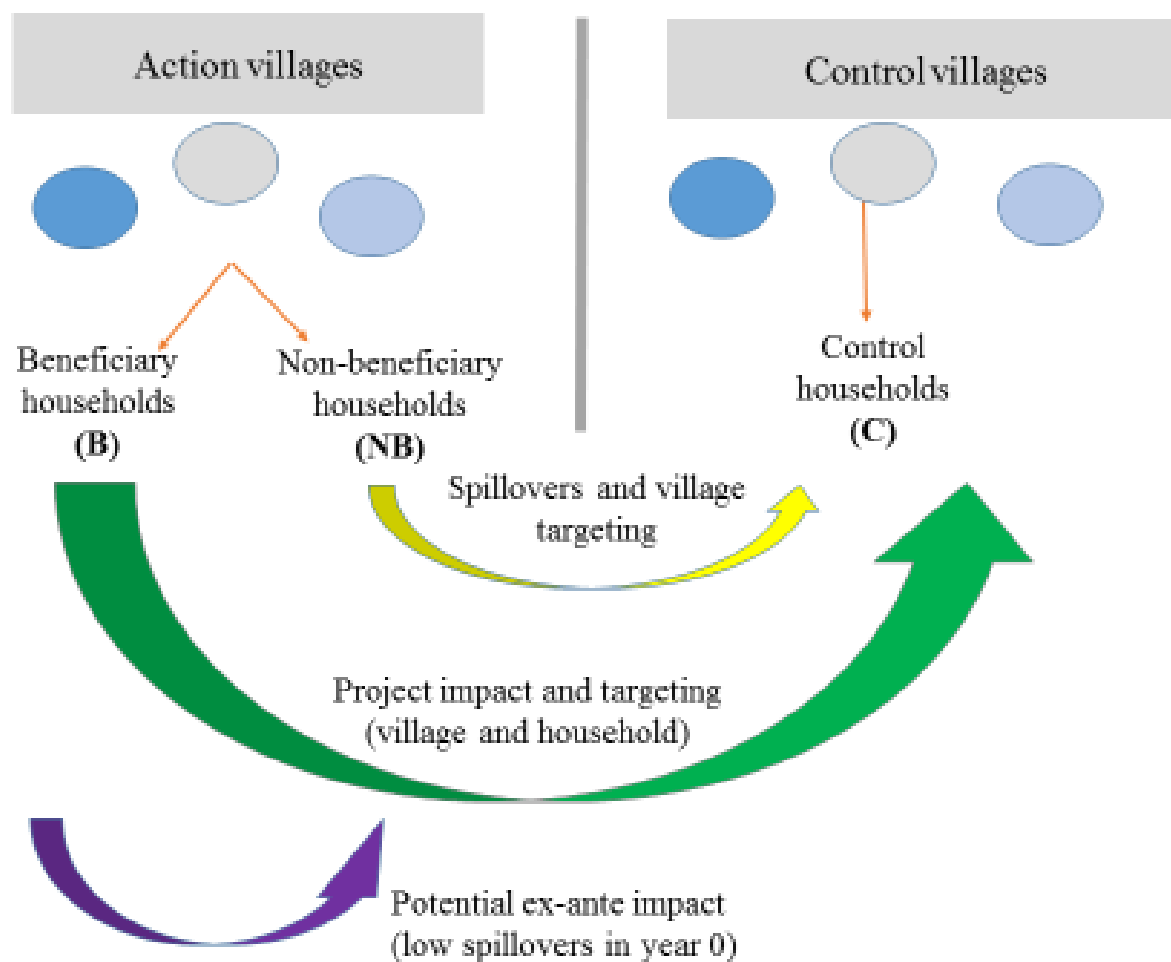 Action villages
Control villages
Beneficiary
households
(B)
Non-beneficiary
households
(NB)
Control
households
(C)
Spillovers and village
targeting
Project impact and targeting
(village and household)
Potential ex-ante impact
(low spillovers in year 0)